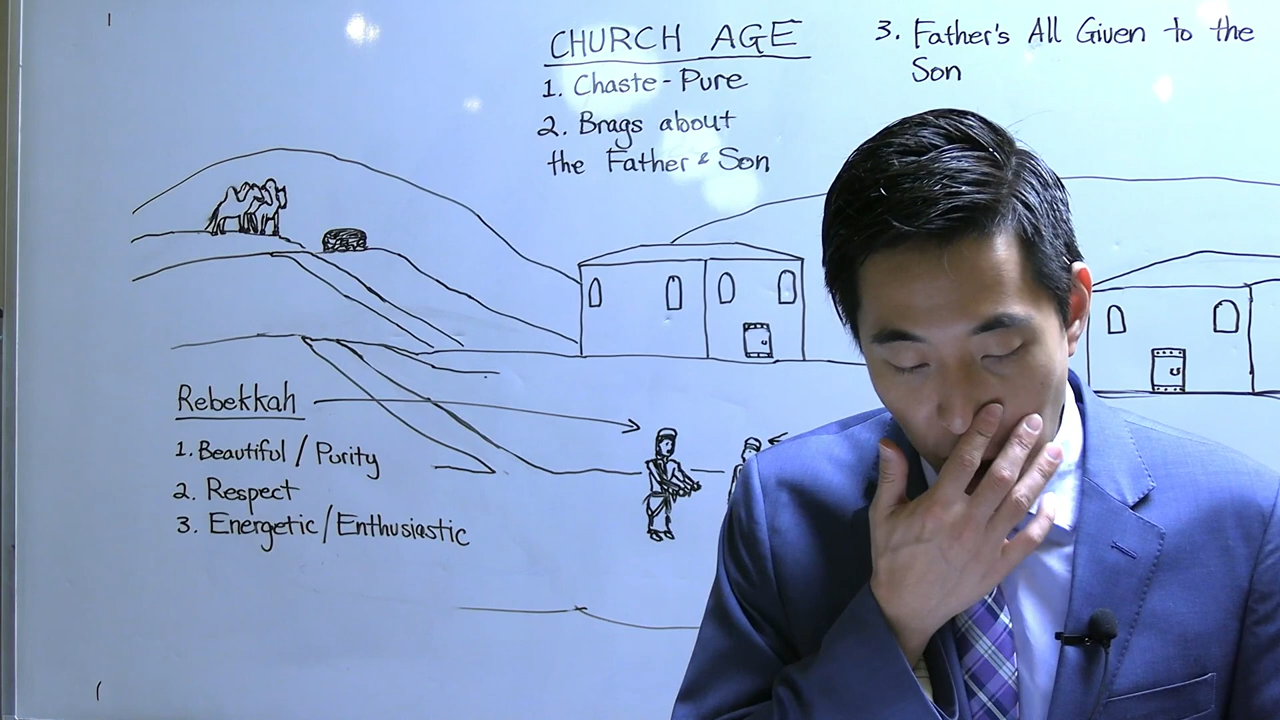 CHURCH AGE
1. Chaste-Pure
2. Brags about
the Father & Son
3. Father's All Given to the
Son
Rebekkah
1. Beautiful / Purity
2. Respect
3. Energetic/Enthusiastic